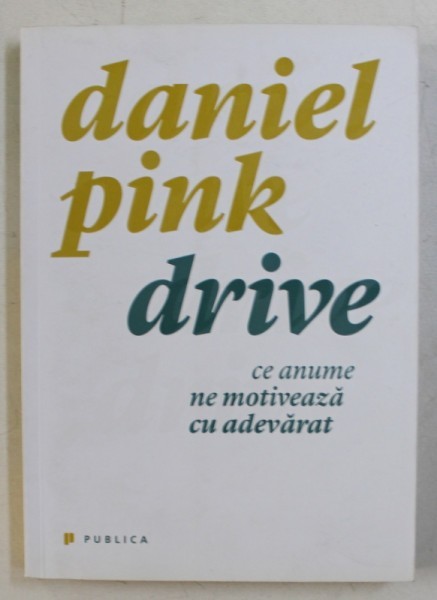 daniel
pink
drive
ce anume
ne motivează
cu adevărat
PUBLICA